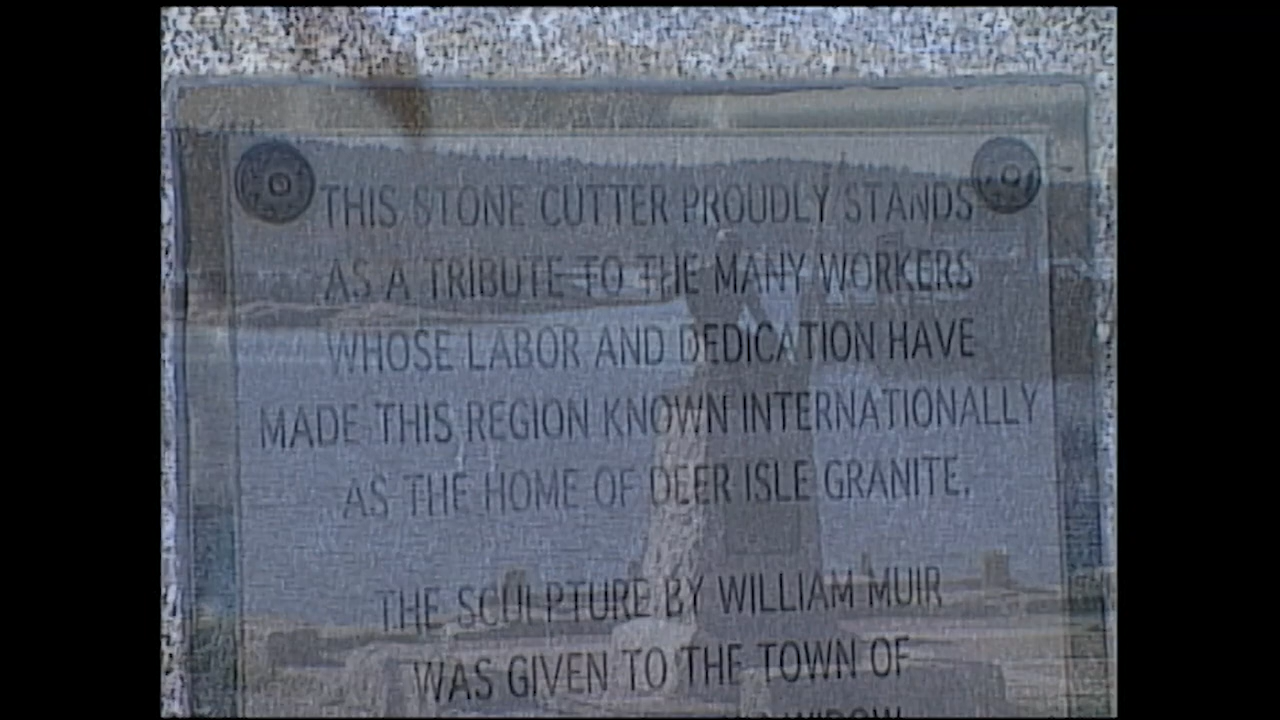 THIS STONE CUTTER PROUDLY STANDS
AS A TRIBUTE TO THE MANY WORKERS
WHOSE LABOR AND DEDICATION HAVE
MADE THIS REGION KNOWN INTERNATIONALLY
AS THE HOME OF DEER ISLE GRANITE.
THE SCULPTURE BY WILLIAM MUIR
WAS GIVEN TO THE TOWN OF
WIDOW